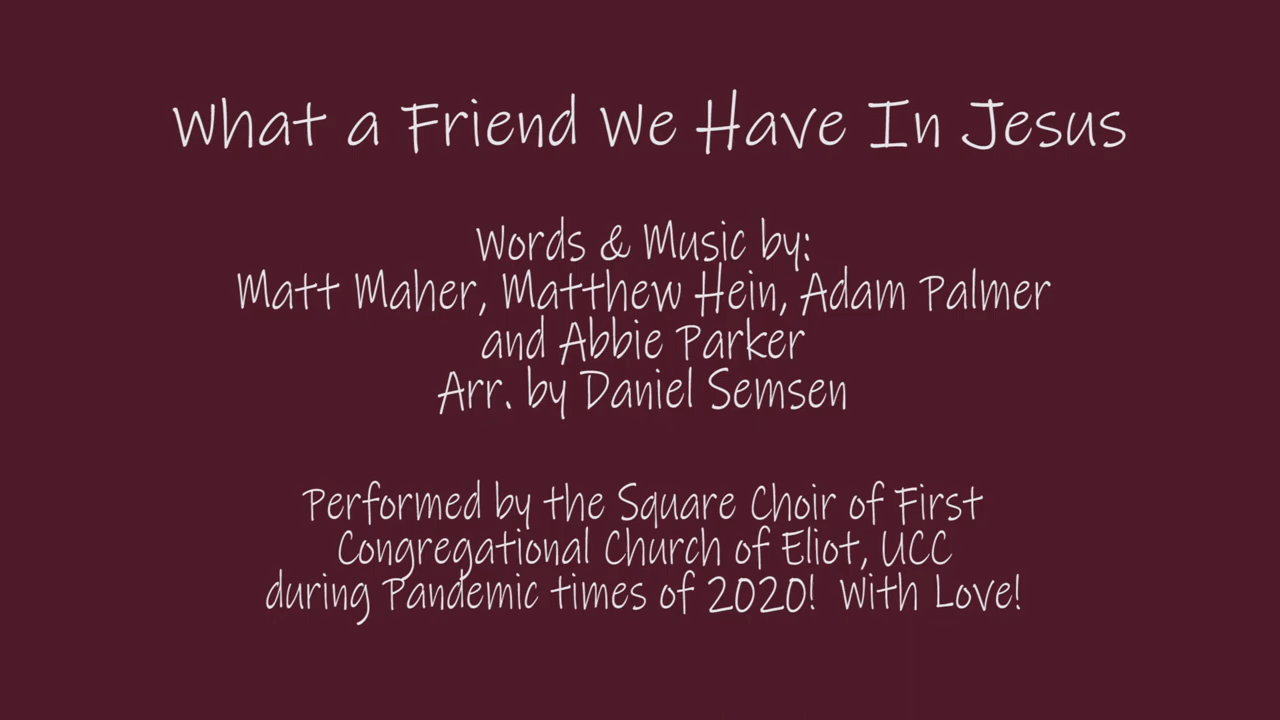 What a Friend We Have In Jesus
Words & Music by:
Matt Maher, Matthew Hein, Adam Palmer
and Abbie Parker
Arr. by Daniel Semsen
Performed by the Square Choir of First
Congregational Church of Eliot, UCC
during Pandemic times of 2020!  With Love!